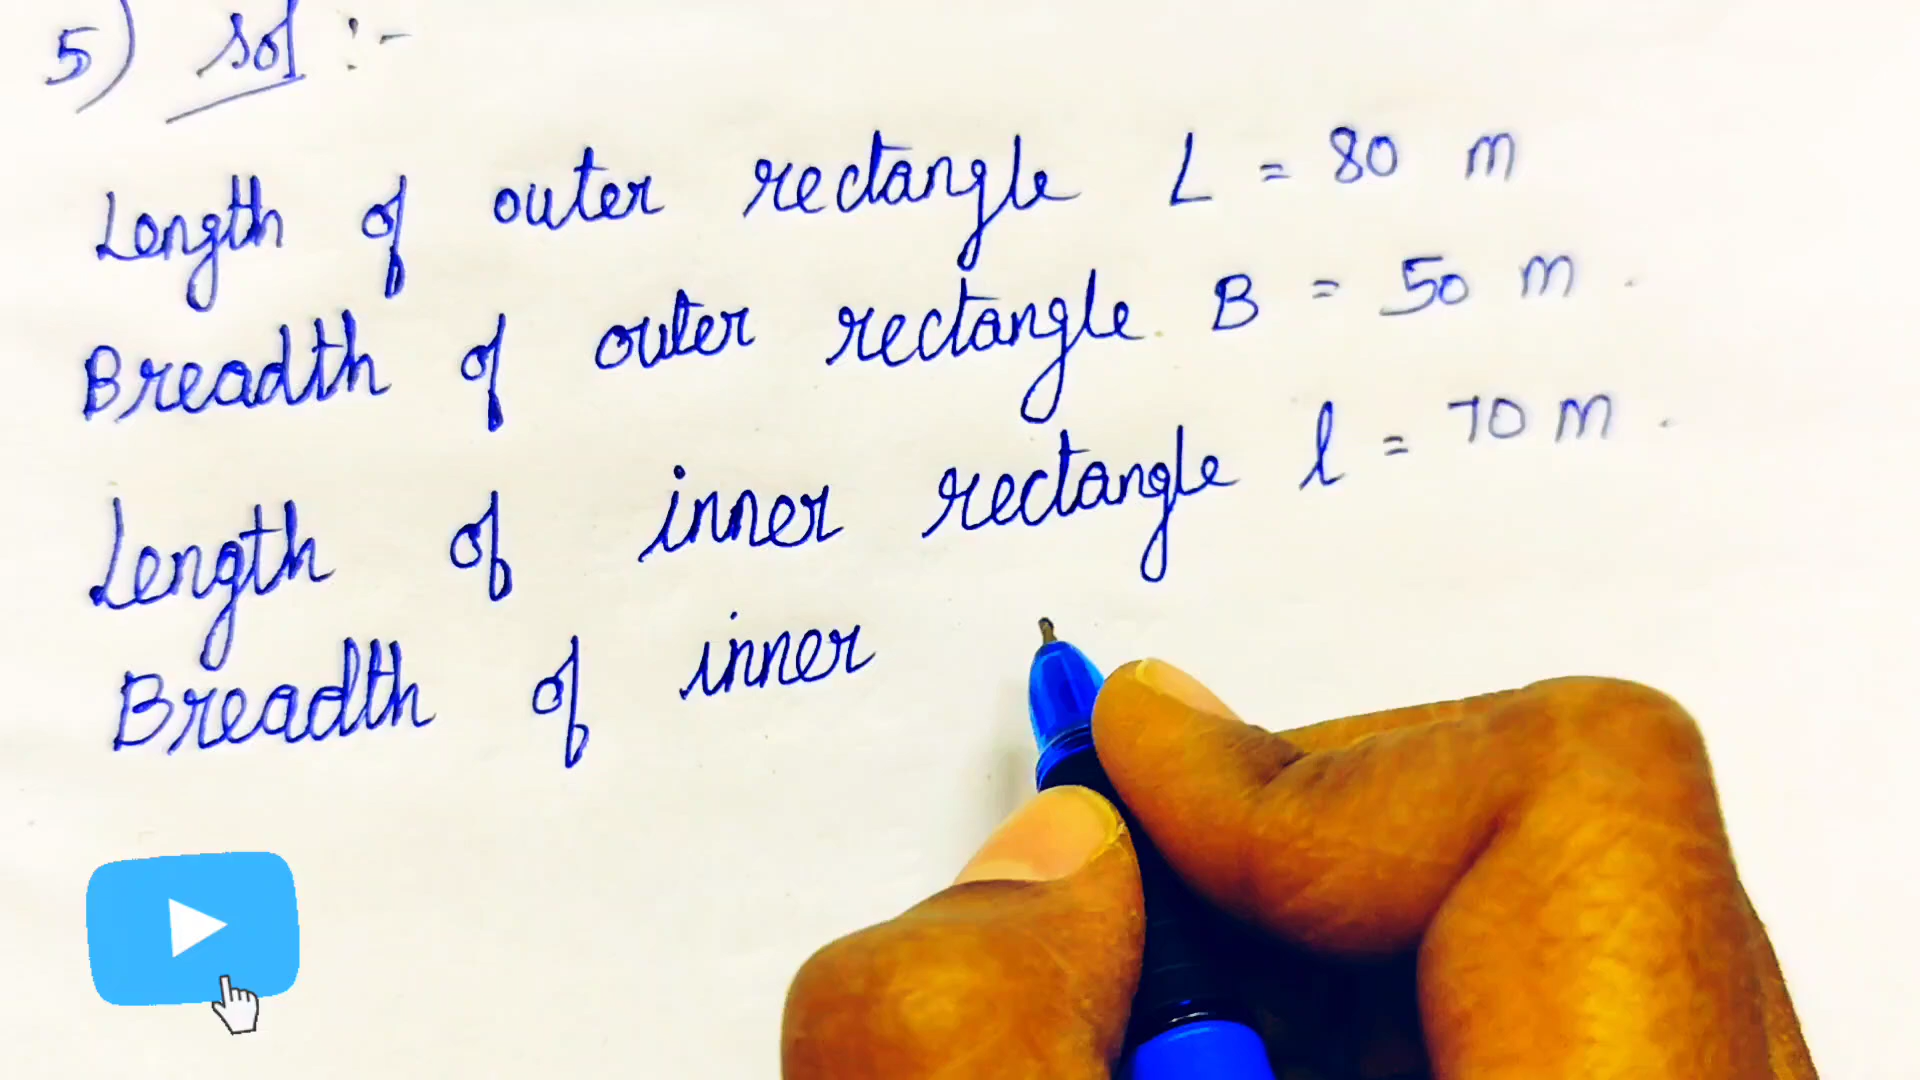 5) Sol :-
Length of outer rectangle L = 80 m
Breadth of outer rectangle B = 50 m.
Length of inner rectangle l = 70 m.
Breadth of inner